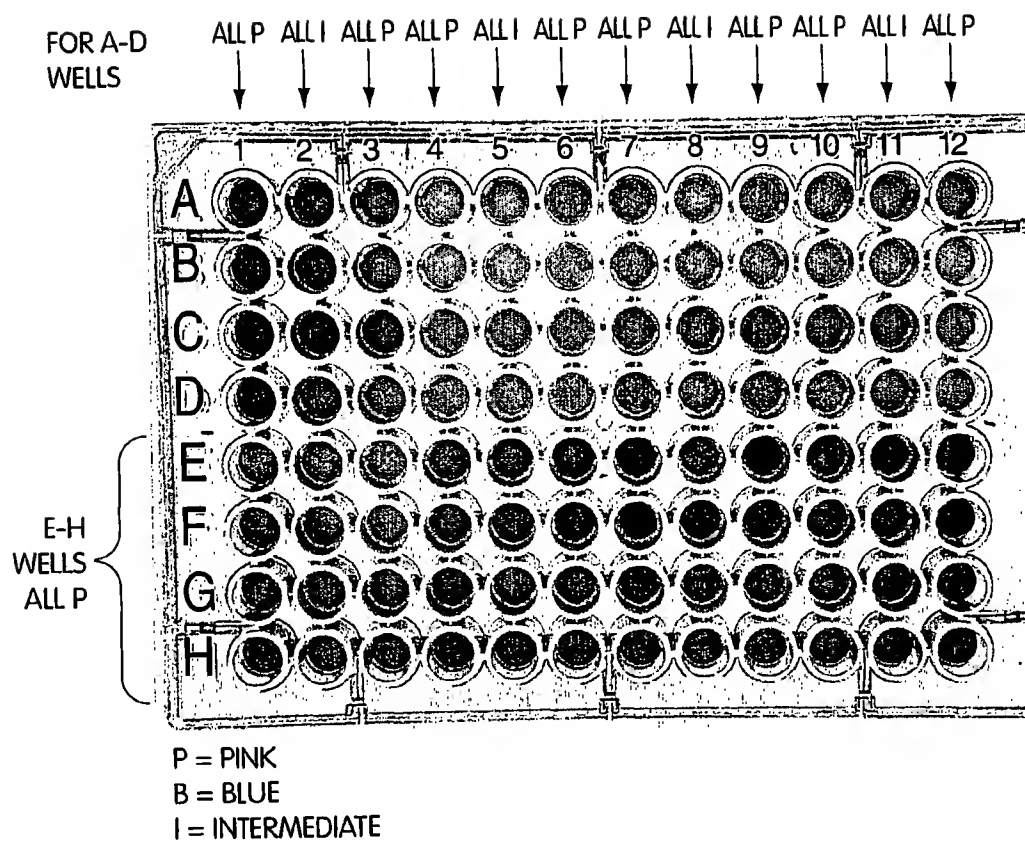 FOR A-D WELLS
ALL P ALL I ALL P ALL P ALL I ALL P ALL P ALL I ALL P ALL P ALL I ALL P
1 2 3 4 5 6 7 8 9 10 11 12
A
B
C
D
E
F
G
H
E-H
WELLS
ALL P
P = PINK
B = BLUE
I = INTERMEDIATE